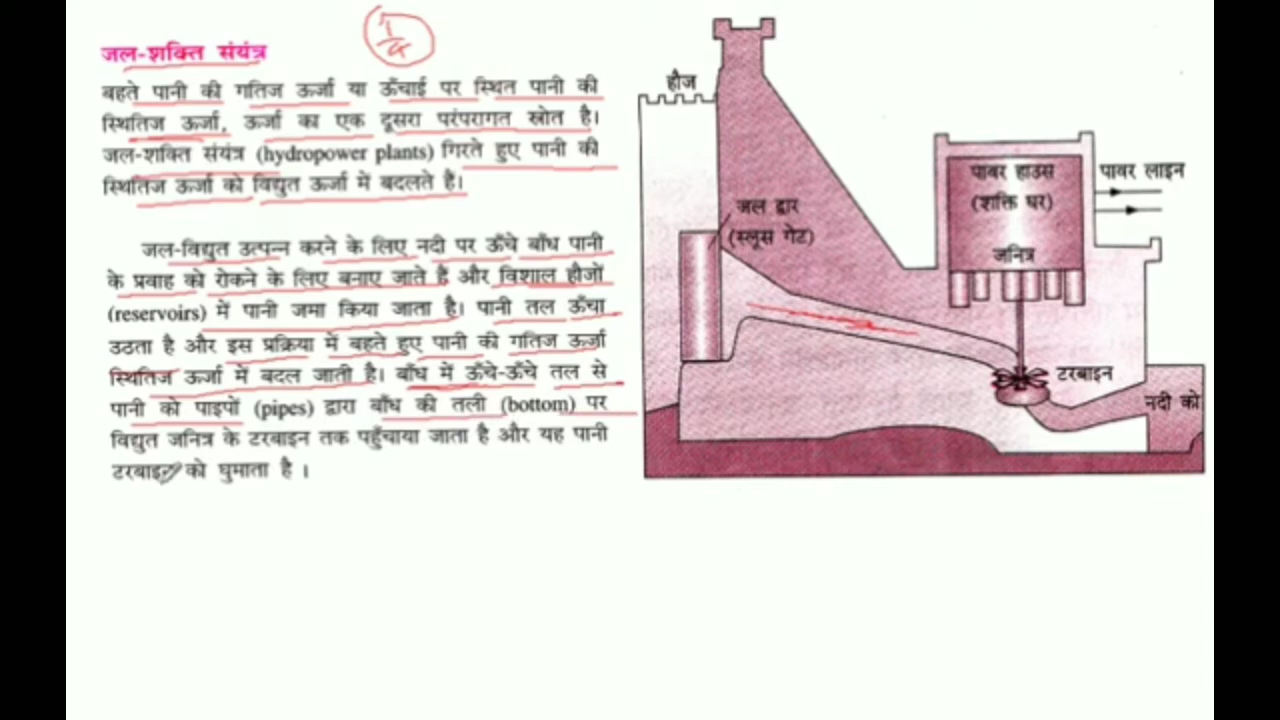 जल-शक्ति संयंत्र
1/4
बहते पानी की गतिज ऊर्जा या ऊँचाई पर स्थित पानी की
स्थितिज ऊर्जा, ऊर्जा का एक दूसरा परंपरागत स्रोत है।
जल-शक्ति संयंत्र (hydropower plants) गिरते हुए पानी की
स्थितिज ऊर्जा को विद्युत ऊर्जा में बदलते हैं।
जल-विद्युत उत्पन्न करने के लिए नदी पर ऊँचे बाँध पानी
के प्रवाह को रोकने के लिए बनाए जाते हैं और विशाल हौजों
(reservoirs) में पानी जमा किया जाता है। पानी तल ऊँचा
उठता है और इस प्रक्रिया में बहते हुए पानी की गतिज ऊर्जा
स्थितिज ऊर्जा में बदल जाती है। बाँध में ऊँचे-ऊँचे तल से
पानी को पाइपों (pipes) द्वारा बाँध की तली (bottom) पर
विद्युत जनित्र के टरबाइन तक पहुँचाया जाता है और यह पानी
टरबाइन को घुमाता है ।
हौज
जल द्वार
(स्लूस गेट)
पावर हाउस
(शक्ति घर)
जनित्र
पावर लाइन
टरबाइन
नदी को